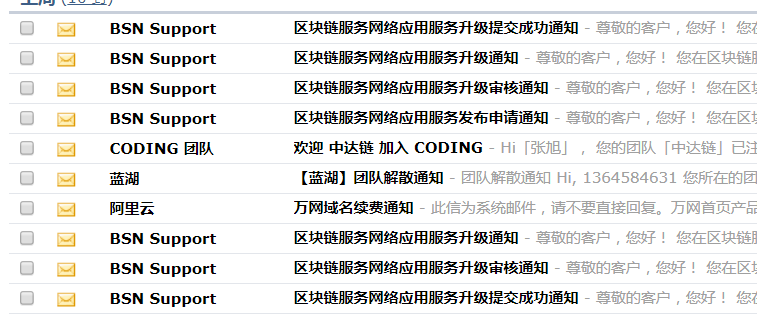 BSN Support 区块链服务网络应用服务升级提交成功通知 - 尊敬的客户，您好！ 您在
BSN Support 区块链服务网络应用服务升级通知 - 尊敬的客户，您好！ 您在区块链
BSN Support 区块链服务网络应用服务升级审核通知 - 尊敬的客户，您好！ 您在区块
BSN Support 区块链服务网络应用服务发布申请通知 - 尊敬的客户，您好！ 您在区块
CODING 团队 欢迎 中达链 加入 CODING - Hi「张旭」， 您的团队「中达链」已注
蓝湖 【蓝湖】团队解散通知 - 团队解散通知 Hi, 1364584631 您所在的团
阿里云 万网域名续费通知 - 此信为系统邮件，请不要直接回复。万网首页产品
BSN Support 区块链服务网络应用服务升级通知 - 尊敬的客户，您好！ 您在区块链
BSN Support 区块链服务网络应用服务升级审核通知 - 尊敬的客户，您好！ 您在区块
BSN Support 区块链服务网络应用服务升级提交成功通知 - 尊敬的客户，您好！ 您在